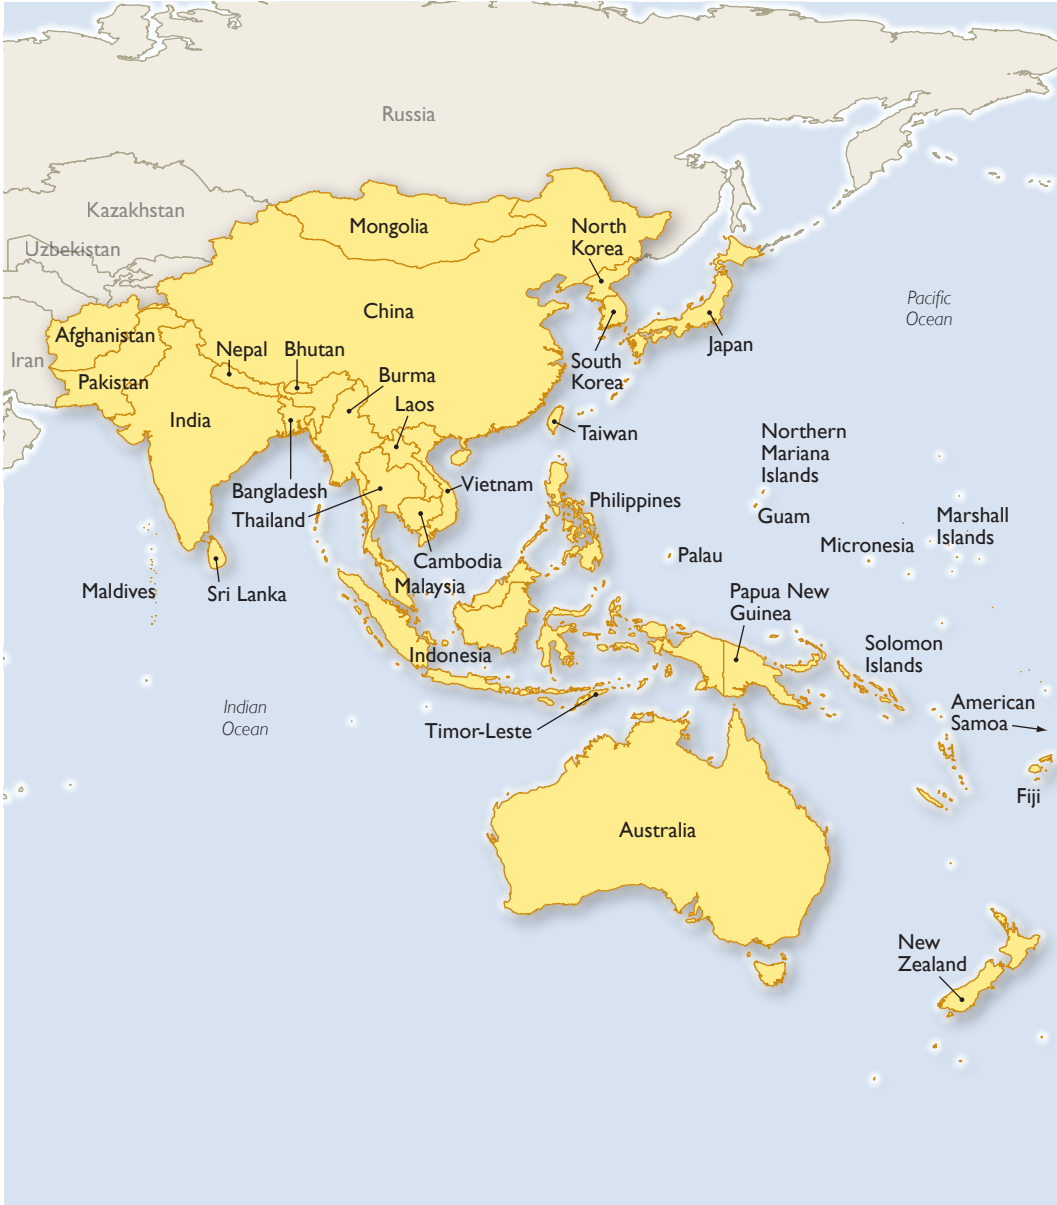 Russia
Kazakhstan
Mongolia
North
Korea
Uzbekistan
Pacific
Ocean
China
Afghanistan
Iran
Nepal
Bhutan
Japan
South
Korea
Pakistan
Burma
Laos
India
Taiwan
Northern
Mariana
Islands
Bangladesh
Vietnam
Philippines
Thailand
Guam
Marshall
Islands
Micronesia
Palau
Cambodia
Malaysia
Maldives
Sri Lanka
Papua New
Guinea
Indonesia
Solomon
Islands
Indian
Ocean
American
Samoa
Timor-Leste
Fiji
Australia
New
Zealand